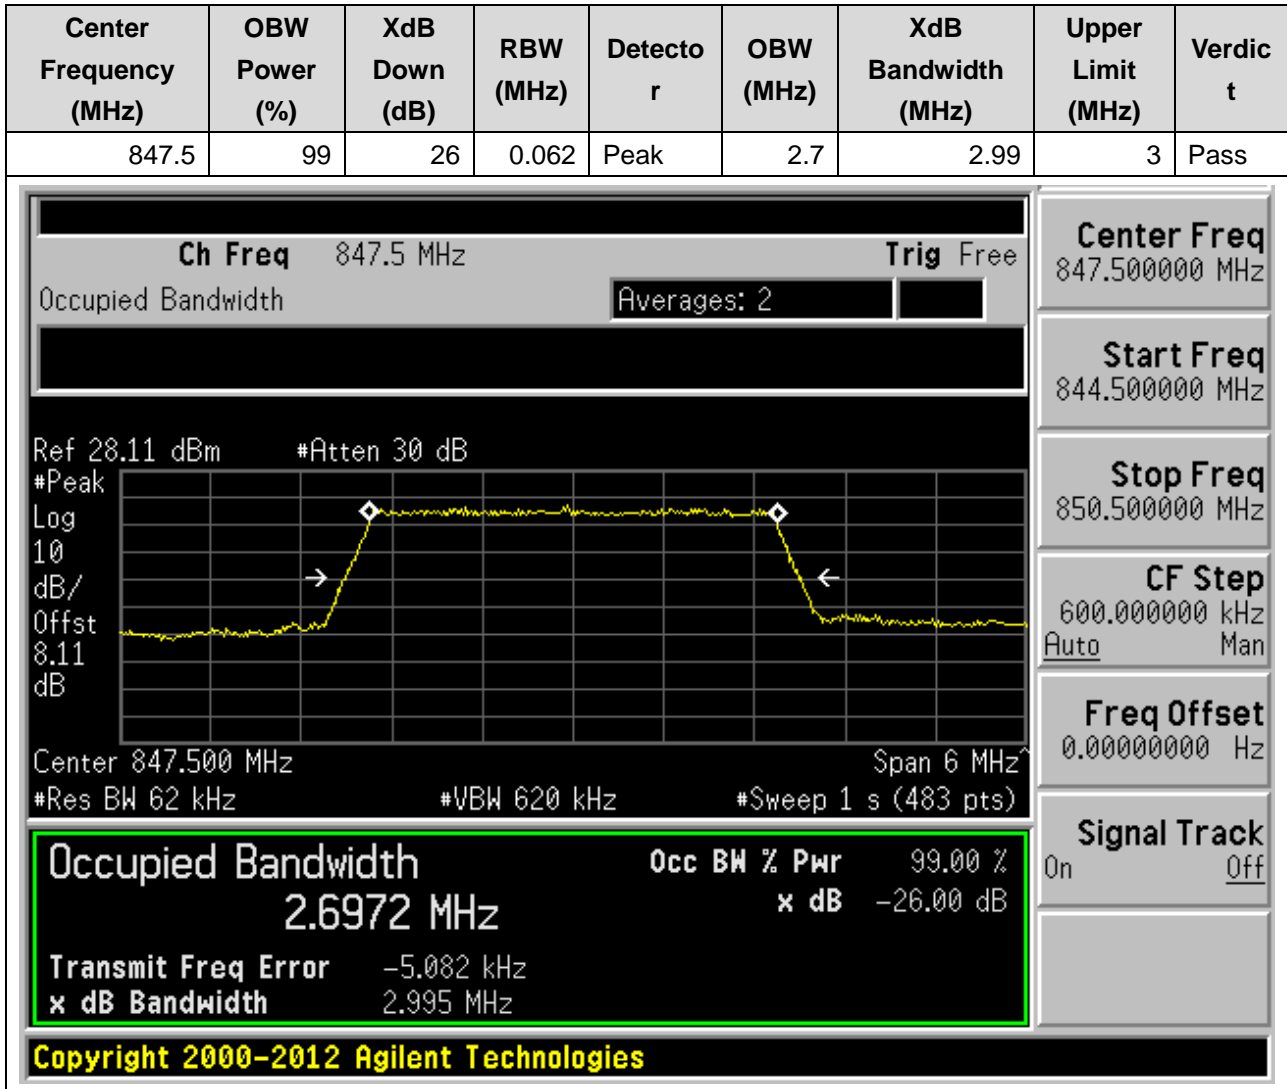 Center Frequency (MHz) OBW Power (%) XdB Down (dB) RBW (MHz) Detecto r OBW (MHz) XdB Bandwidth (MHz) Upper Limit (MHz) Verdic t
847.5 99 26 0.062 Peak 2.7 2.99 3 Pass
Ch Freq 847.5 MHz Trig Free
Occupied Bandwidth Averages: 2
Ref 28.11 dBm #Atten 30 dB
#Peak
Log
10
dB/
Offst
8.11
dB
Center 847.500 MHz Span 6 MHz^
#Res BW 62 kHz #VBW 620 kHz #Sweep 1 s (483 pts)
Occupied Bandwidth Occ BW % Pwr 99.00 %
2.6972 MHz x dB -26.00 dB
Transmit Freq Error -5.082 kHz
x dB Bandwidth 2.995 MHz
Copyright 2000-2012 Agilent Technologies
Center Freq
847.500000 MHz
Start Freq
844.500000 MHz
Stop Freq
850.500000 MHz
CF Step
600.000000 kHz
Auto Man
Freq Offset
0.00000000 Hz
Signal Track
On Off